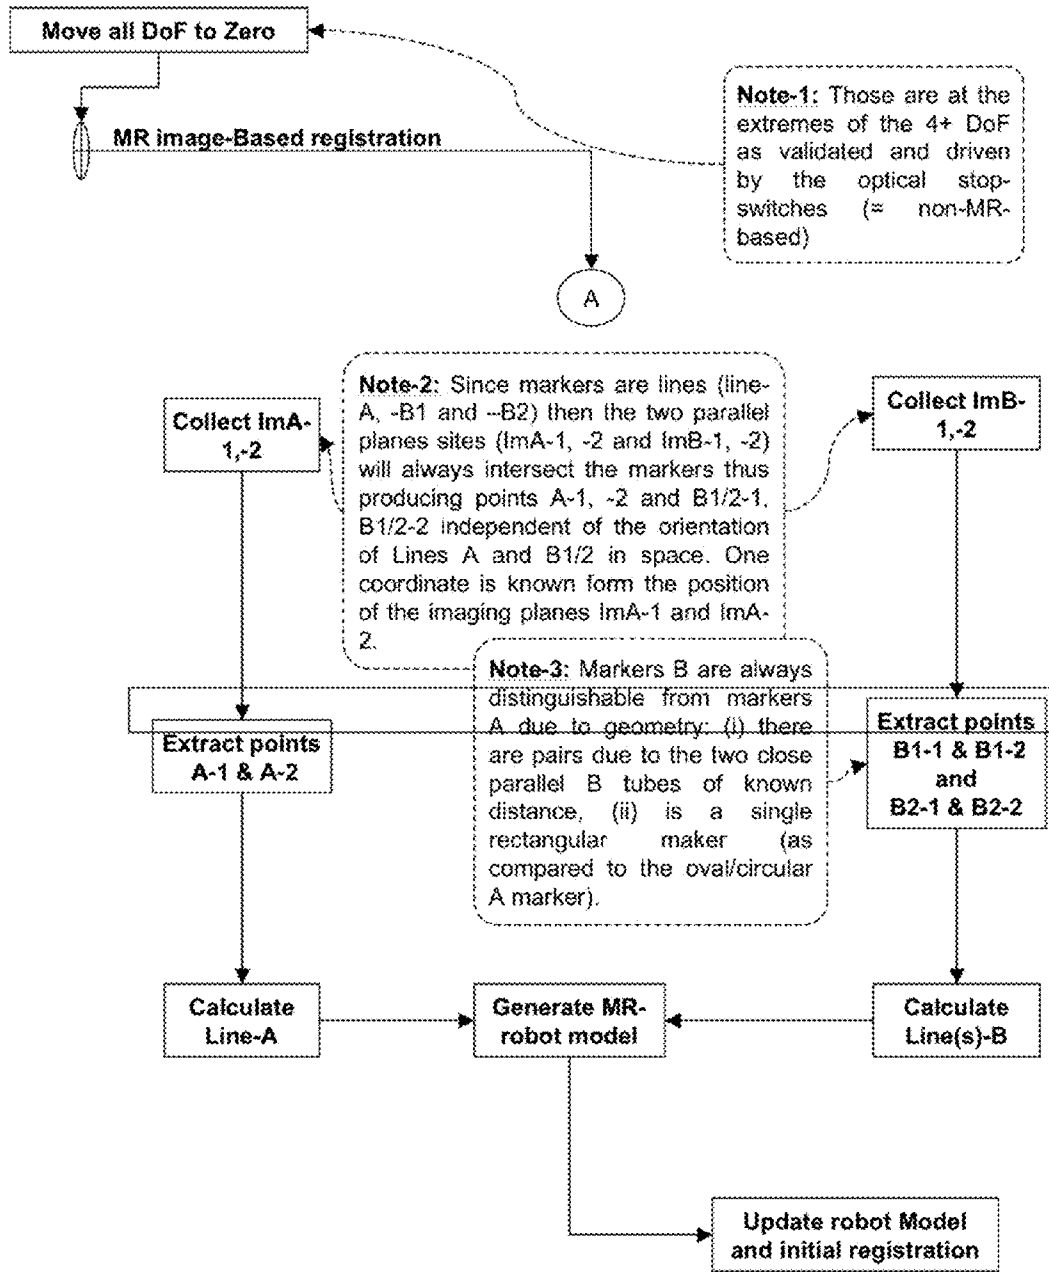 Move all DoF to Zero
Note-1: Those are at the
extremes of the 4+ DoF
as validated and driven
by the optical stop-
switches (= non-MR-
based)
MR image-Based registration
A
Note-2: Since markers are lines (line-
A, -B1 and --B2) then the two parallel
planes sites (ImA-1, -2 and ImB-1, -2)
will always intersect the markers thus
producing points A-1, -2 and B1/2-1,
B1/2-2 independent of the orientation
of Lines A and B1/2 in space. One
coordinate is known form the position
of the imaging planes ImA-1 and ImA-
2.
Collect ImA-
1,-2
Collect ImB-
1,-2
Note-3: Markers B are always
distinguishable from markers
A due to geometry: (i) there
are pairs due to the two close
parallel B tubes of known
distance, (ii) is a single
rectangular maker (as
compared to the oval/circular
A marker).
Extract points
A-1 & A-2
Extract points
B1-1 & B1-2
and
B2-1 & B2-2
Calculate
Line-A
Generate MR-
robot model
Calculate
Line(s)-B
Update robot Model
and initial registration